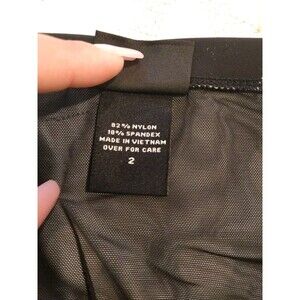 82% NYLON
18% SPANDEX
MADE IN VIETNAM
OVER FOR CARE
2